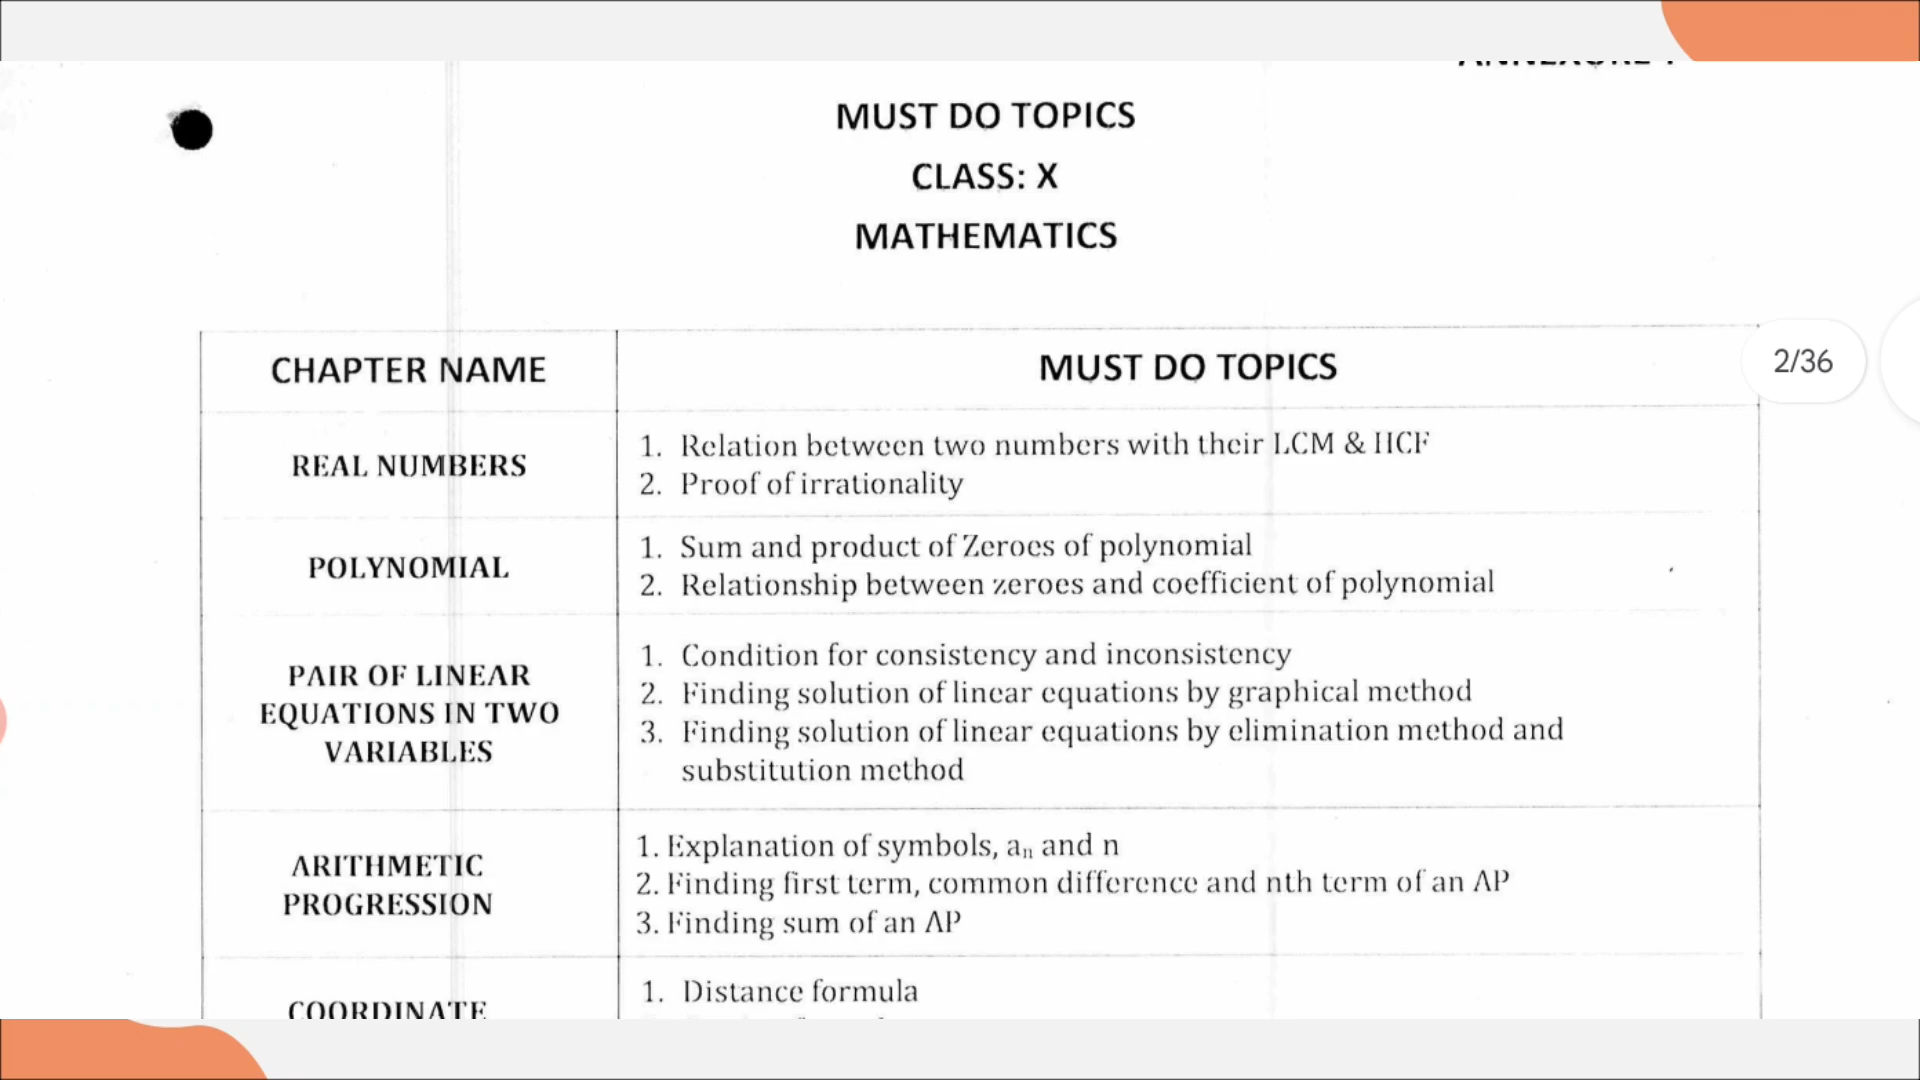 MUST DO TOPICS
CLASS: X
MATHEMATICS
CHAPTER NAME
MUST DO TOPICS
2/36
REAL NUMBERS
1. Relation between two numbers with their LCM & HCF
2. Proof of irrationality
POLYNOMIAL
1. Sum and product of Zeroes of polynomial
2. Relationship between zeroes and coefficient of polynomial
PAIR OF LINEAR
EQUATIONS IN TWO
VARIABLES
1. Condition for consistency and inconsistency
2. Finding solution of linear equations by graphical method
3. Finding solution of linear equations by elimination method and
substitution method
ARITHMETIC
PROGRESSION
1. Explanation of symbols, aₙ and n
2. Finding first term, common difference and nth term of an AP
3. Finding sum of an AP
COORDINATE
1. Distance formula